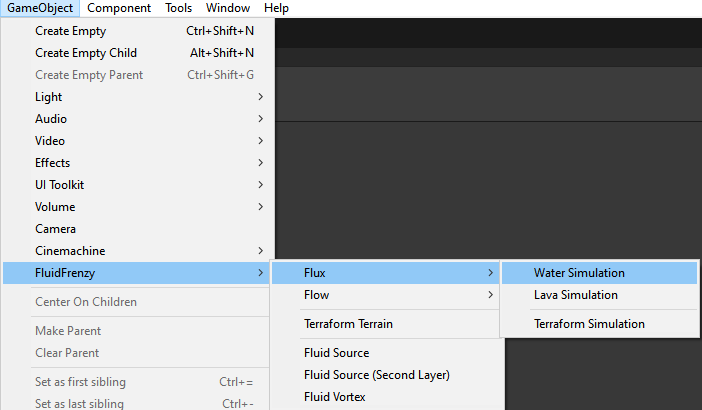 GameObject Component Tools Window Help
Create Empty Ctrl+Shift+N
Create Empty Child Alt+Shift+N
Create Empty Parent Ctrl+Shift+G
Light
Audio
Video
Effects
UI Toolkit
Volume
Camera
Cinemachine
FluidFrenzy Flux Water Simulation
Flow Lava Simulation
Center On Children
Terraform Terrain Terraform Simulation
Make Parent
Clear Parent Fluid Source
Set as first sibling Ctrl+= Fluid Source (Second Layer)
Set as last sibling Ctrl+- Fluid Vortex